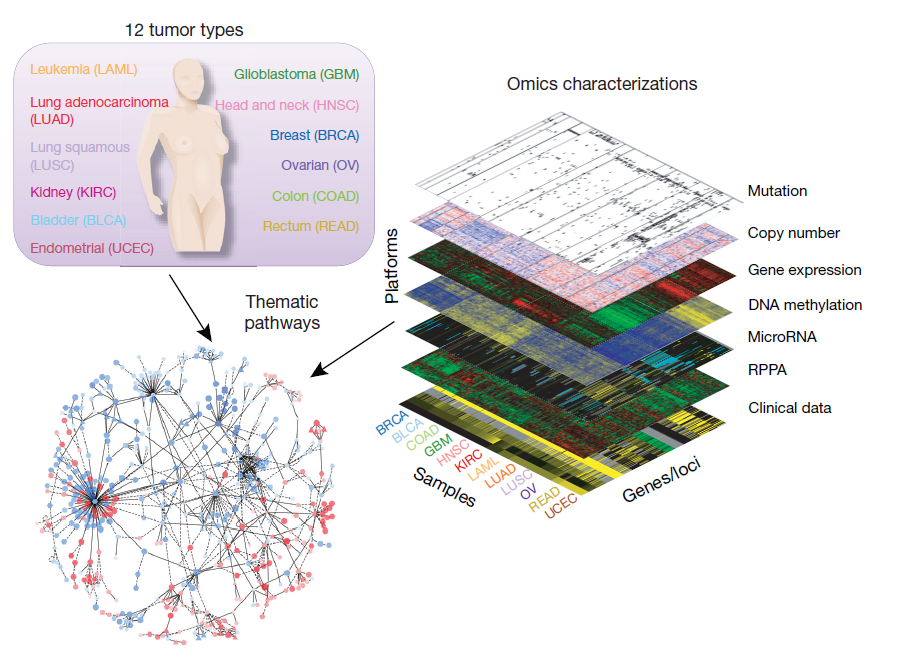 12 tumor types
Leukemia (LAML)
Lung adenocarcinoma
(LUAD)
Lung squamous
(LUSC)
Kidney (KIRC)
Bladder (BLCA)
Endometrial (UCEC)
Glioblastoma (GBM)
Head and neck (HNSC)
Breast (BRCA)
Ovarian (OV)
Colon (COAD)
Rectum (READ)
Thematic
pathways
Omics characterizations
Platforms
Mutation
Copy number
Gene expression
DNA methylation
MicroRNA
RPPA
Clinical data
BRCA
BLCA
COAD
GBM
HNSC
KIRC
LAML
LUAD
LUSC
OV
READ
UCEC
Samples
Genes/loci